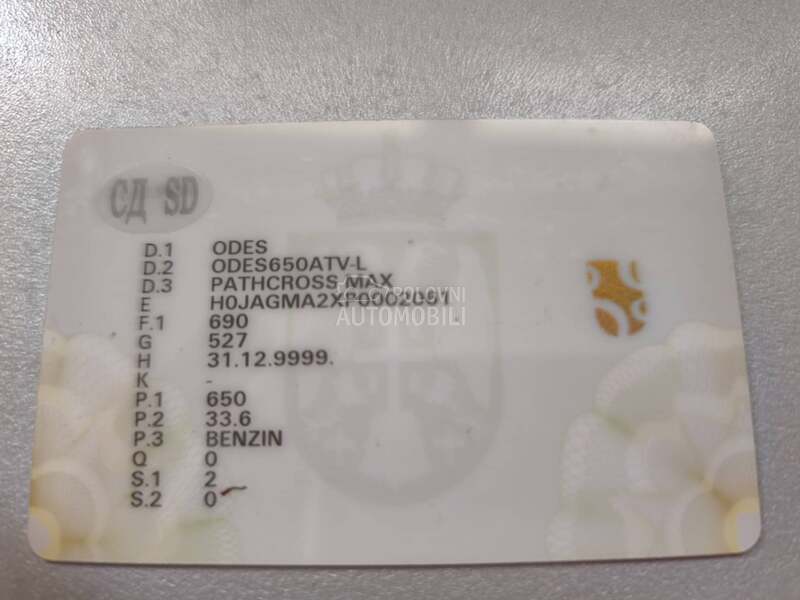 СД SD
D.1 ODES
D.2 ODES650ATV-L
D.3 PATHCROSS MAX
E H0JAGMA2XP0002091
F.1 690
G 527
H 31.12.9999.
K -
P.1 650
P.2 33.6
P.3 BENZIN
Q 0
S.1 2
S.2 0
POLOVNI
AUTOMOBILI